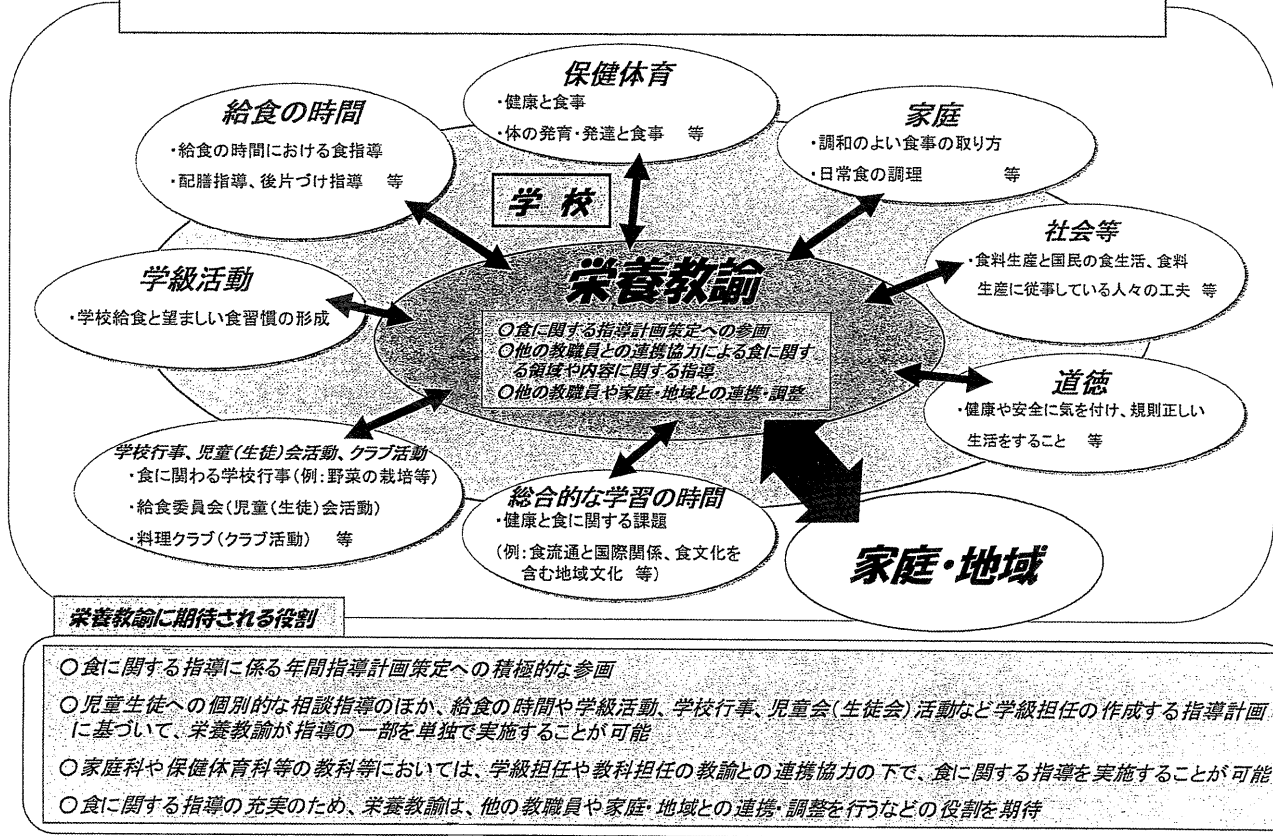 保健体育
・健康と食事
・体の発育・発達と食事　等
給食の時間
・給食の時間における食指導
・配膳指導、後片づけ指導　等
家庭
・調和のよい食事の取り方
・日常食の調理　等
学校
社会等
・食料生産と国民の食生活、食料
生産に従事している人々の工夫　等
学級活動
・学校給食と望ましい食習慣の形成
栄養教諭
○食に関する指導計画策定への参画
○他の教職員との連携協力による食に関す
る領域や内容に関する指導
○他の教職員や家庭・地域との連携・調整
道徳
・健康や安全に気を付け、規則正しい
生活をすること　等
学校行事、児童(生徒)会活動、クラブ活動
・食に関わる学校行事(例:野菜の栽培等)
・給食委員会(児童(生徒)会活動)
・料理クラブ(クラブ活動)　等
総合的な学習の時間
・健康と食に関する課題
(例:食流通と国際関係、食文化を
含む地域文化　等)
家庭・地域
栄養教諭に期待される役割
○食に関する指導に係る年間指導計画策定への積極的な参画
○児童生徒への個別的な相談指導のほか、給食の時間や学級活動、学校行事、児童会(生徒会)活動など学級担任の作成する指導計画
に基づいて、栄養教諭が指導の一部を単独で実施することが可能
○家庭科や保健体育科等の教科等においては、学級担任や教科担任の教諭との連携協力の下で、食に関する指導を実施することが可能
○食に関する指導の充実のため、栄養教諭は、他の教職員や家庭・地域との連携・調整を行うなどの役割を期待